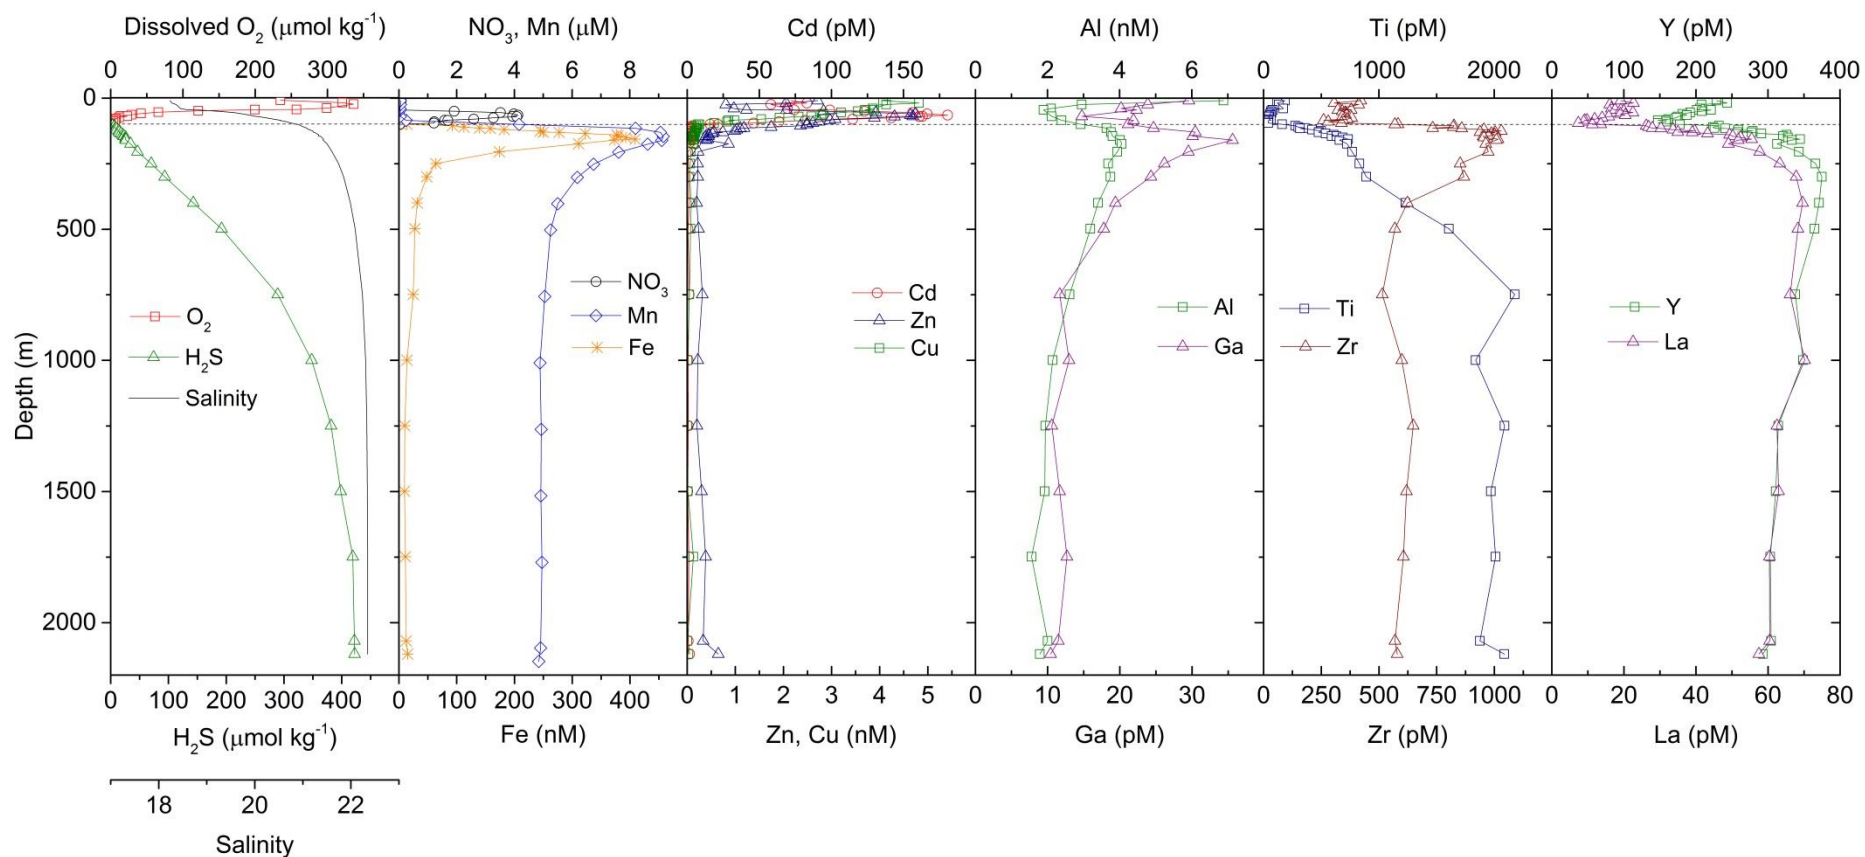 Dissolved O₂ (μmol kg⁻¹) NO₃, Mn (μM) Cd (pM) Al (nM) Ti (pM) Y (pM)
0 100 200 300 0 2 4 6 8 0 50 100 150 0 2 4 6 0 1000 2000 0 100 200 300 400
0
500
1000
1500
2000
Depth (m)
O₂
H₂S
Salinity
NO₃
Mn
Fe
Cd
Zn
Cu
Al
Ga
Ti
Zr
Y
La
0 100 200 300 400 0 100 200 300 400 0 1 2 3 4 5 0 10 20 30 0 250 500 750 1000 0 20 40 60 80
H₂S (μmol kg⁻¹) Fe (nM) Zn, Cu (nM) Ga (pM) Zr (pM) La (pM)
18 20 22
Salinity